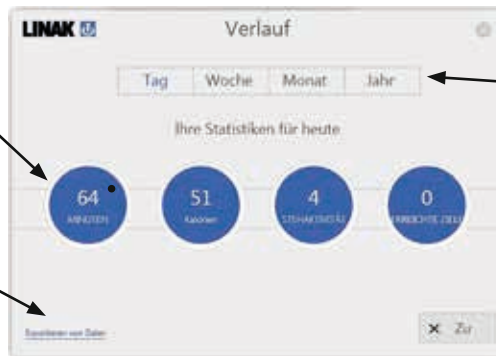 LINAK
Verlauf
Tag Woche Monat Jahr
Ihre Statistiken für heute
64 51 4 0
MINUTEN Kalorien STEHAKTIVITÄT ERREICHTE ZIELE
Exportieren von Daten
× Zu